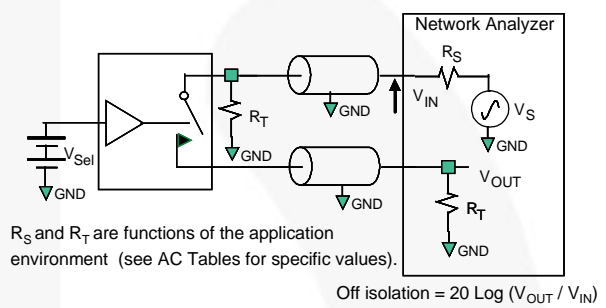 Network Analyzer
R_S
V_IN
V_S
GND
R_T
GND
GND
V_Sel
GND
GND
V_OUT
R_T
GND
R_S and R_T are functions of the application
environment (see AC Tables for specific values).
Off isolation = 20 Log (V_OUT / V_IN)